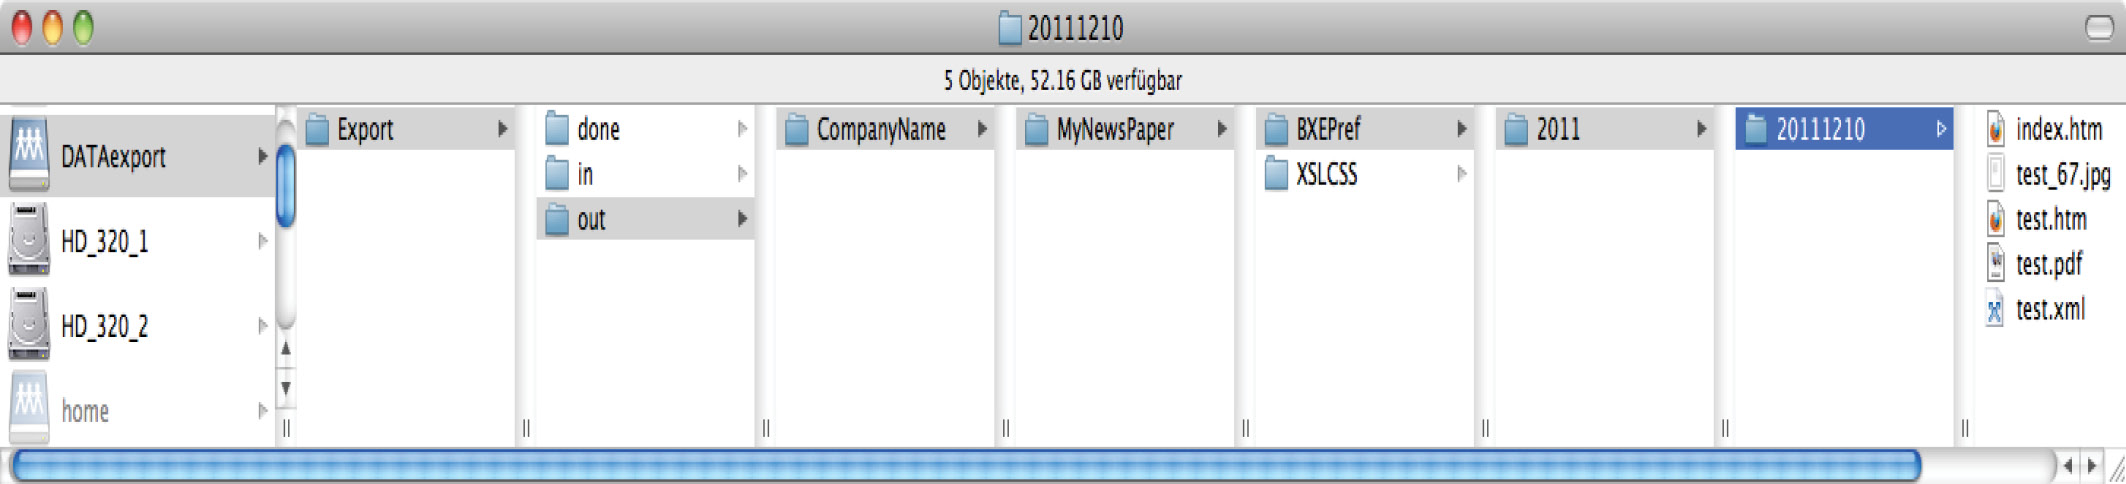 20111210
5 Objekte, 52.16 GB verfügbar
DATAexport
HD_320_1
HD_320_2
home
Export
done
in
out
CompanyName
MyNewsPaper
BXEPref
XSLCSS
2011
20111210
index.htm
test_67.jpg
test.htm
test.pdf
test.xml